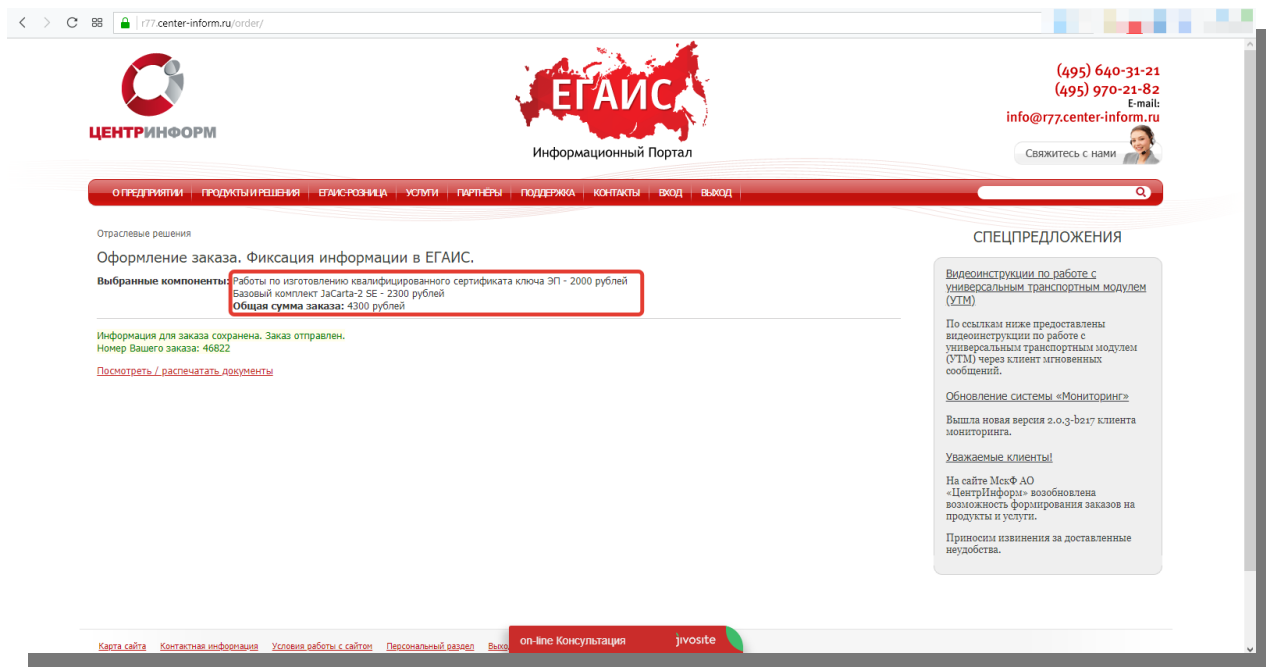 r77.center-inform.ru/order/
ЦЕНТРИНФОРМ
ЕГАИС
Информационный Портал
(495) 640-31-21
(495) 970-21-82
E-mail:
info@r77.center-inform.ru
Свяжитесь с нами
О ПРЕДПРИЯТИИ ПРОДУКТЫ И РЕШЕНИЯ ЕГАИС-РОЗНИЦА УСЛУГИ ПАРТНЁРЫ ПОДДЕРЖКА КОНТАКТЫ ВХОД ВЫХОД
Отраслевые решения
Оформление заказа. Фиксация информации в ЕГАИС.
Выбранные компоненты: Работы по изготовлению квалифицированного сертификата ключа ЭП - 2000 рублей
Базовый комплект JaCarta-2 SE - 2300 рублей
Общая сумма заказа: 4300 рублей
Информация для заказа сохранена. Заказ отправлен.
Номер Вашего заказа: 46822
Посмотреть / распечатать документы
СПЕЦПРЕДЛОЖЕНИЯ
Видеоинструкции по работе с
универсальным транспортным модулем
(УТМ)
По ссылкам ниже предоставлены
видеоинструкции по работе с
универсальным транспортным модулем
(УТМ) через клиент мгновенных
сообщений.
Обновление системы «Мониторинг»
Вышла новая версия 2.0.3-b217 клиента
мониторинга.
Уважаемые клиенты!
На сайте МскФ АО
«ЦентрИнформ» возобновлена
возможность формирования заказов на
продукты и услуги.
Приносим извинения за доставленные
неудобства.
Карта сайта Контактная информация Условия работы с сайтом Персональный раздел Выхо
on-line Консультация jivosite